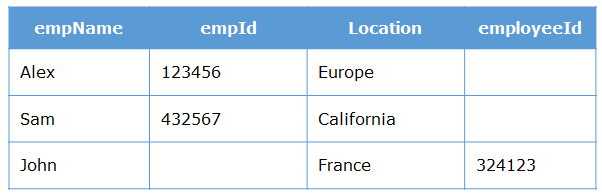 empName empId Location employeeId
Alex 123456 Europe
Sam 432567 California
John France 324123